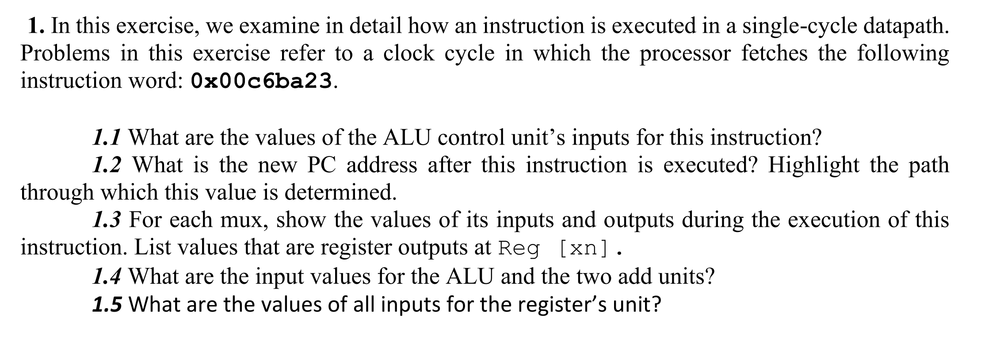 1. In this exercise, we examine in detail how an instruction is executed in a single-cycle datapath.
Problems in this exercise refer to a clock cycle in which the processor fetches the following
instruction word: 0x00c6ba23.
1.1 What are the values of the ALU control unit’s inputs for this instruction?
1.2 What is the new PC address after this instruction is executed? Highlight the path
through which this value is determined.
1.3 For each mux, show the values of its inputs and outputs during the execution of this
instruction. List values that are register outputs at Reg [xn].
1.4 What are the input values for the ALU and the two add units?
1.5 What are the values of all inputs for the register’s unit?